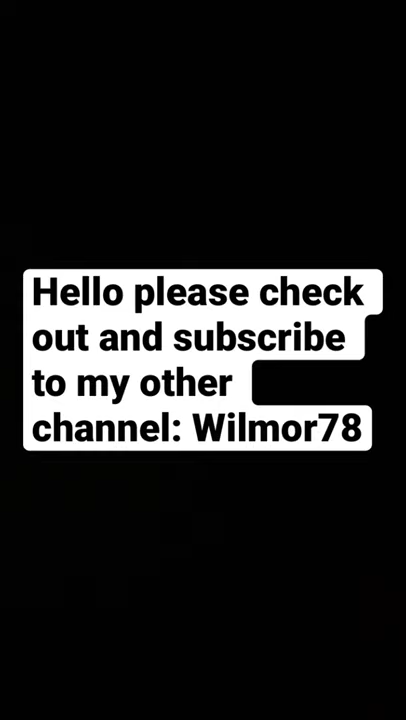 Hello please check
out and subscribe
to my other
channel: Wilmor78